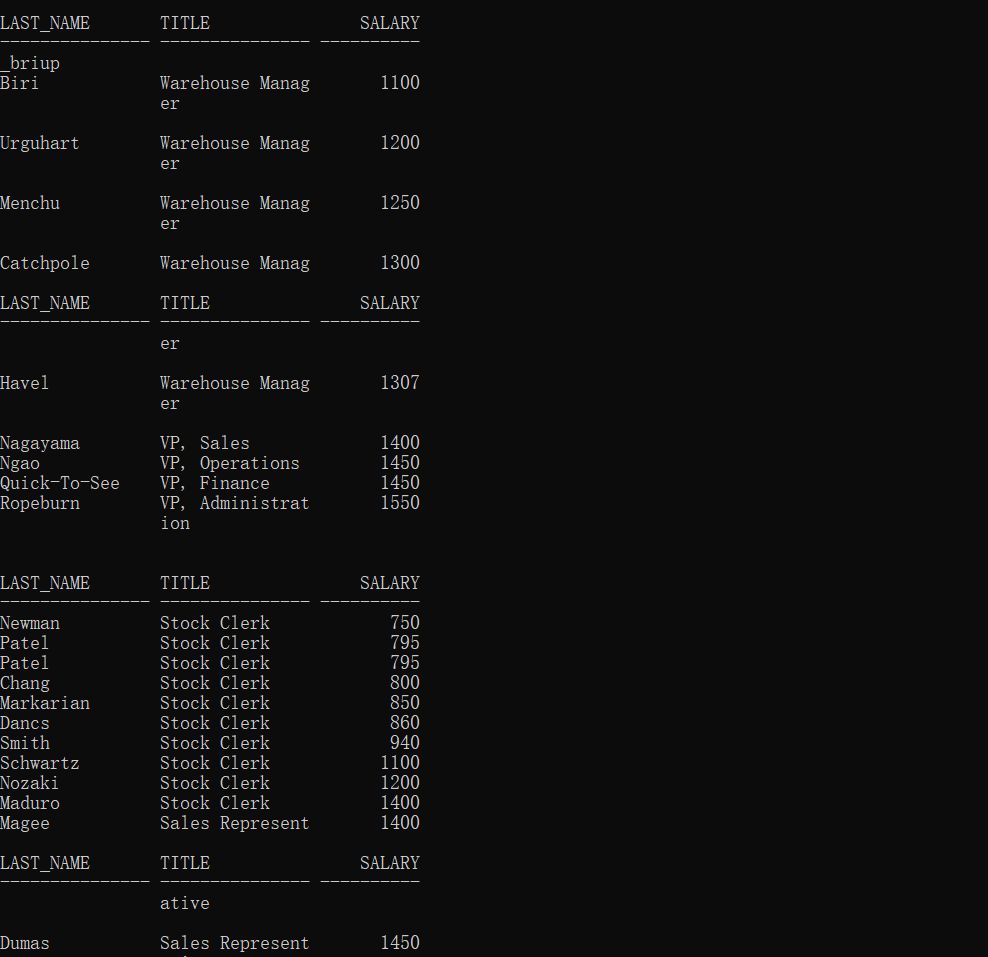 LAST_NAME       TITLE               SALARY
--------------- --------------- ----------
_briup
Biri            Warehouse Manag       1100
                er
Urguhart        Warehouse Manag       1200
                er
Menchu          Warehouse Manag       1250
                er
Catchpole       Warehouse Manag       1300
LAST_NAME       TITLE               SALARY
--------------- --------------- ----------
                er
Havel           Warehouse Manag       1307
                er
Nagayama        VP, Sales             1400
Ngao            VP, Operations        1450
Quick-To-See    VP, Finance           1450
Ropeburn        VP, Administrat       1550
                ion
LAST_NAME       TITLE               SALARY
--------------- --------------- ----------
Newman          Stock Clerk            750
Patel           Stock Clerk            795
Patel           Stock Clerk            795
Chang           Stock Clerk            800
Markarian       Stock Clerk            850
Dancs           Stock Clerk            860
Smith           Stock Clerk            940
Schwartz        Stock Clerk           1100
Nozaki          Stock Clerk           1200
Maduro          Stock Clerk           1400
Magee           Sales Represent       1400
LAST_NAME       TITLE               SALARY
--------------- --------------- ----------
                ative
Dumas           Sales Represent       1450